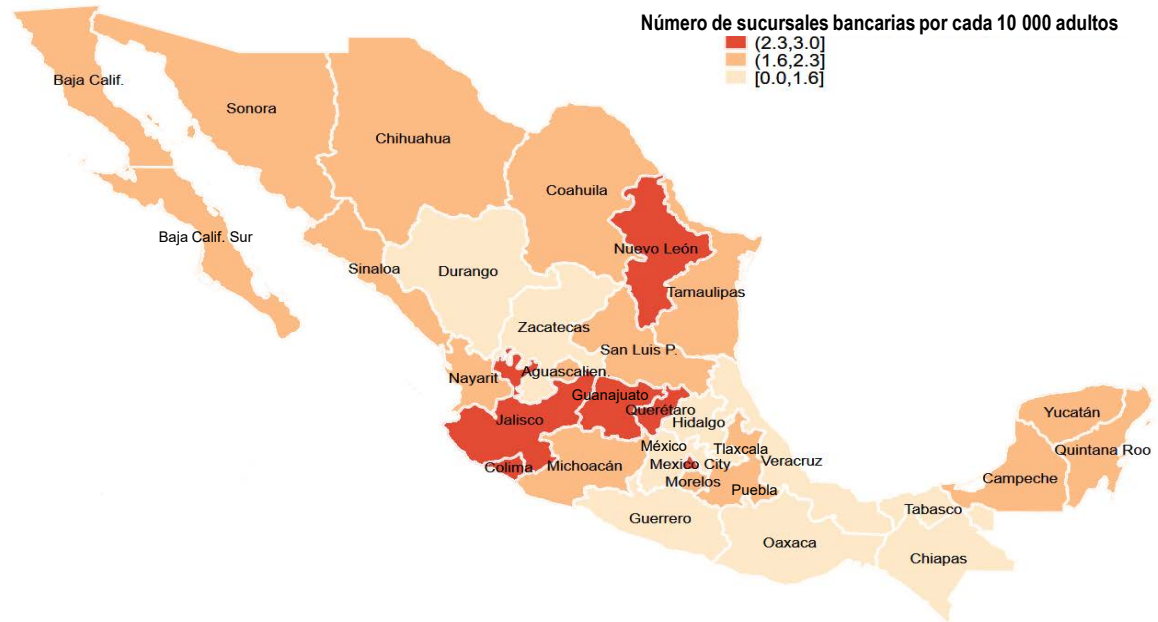 Número de sucursales bancarias por cada 10 000 adultos
(2.3,3.0]
(1.6,2.3]
[0.0,1.6]
Baja Calif.
Sonora
Chihuahua
Coahuila
Baja Calif. Sur
Nuevo León
Sinaloa
Durango
Tamaulipas
Zacatecas
San Luis P.
Nayarit
Aguascalien.
Guanajuato
Querétaro
Jalisco
Hidalgo
Yucatán
México
Tlaxcala
Quintana Roo
Colima
Michoacán
Mexico City
Veracruz
Morelos
Puebla
Campeche
Tabasco
Guerrero
Oaxaca
Chiapas